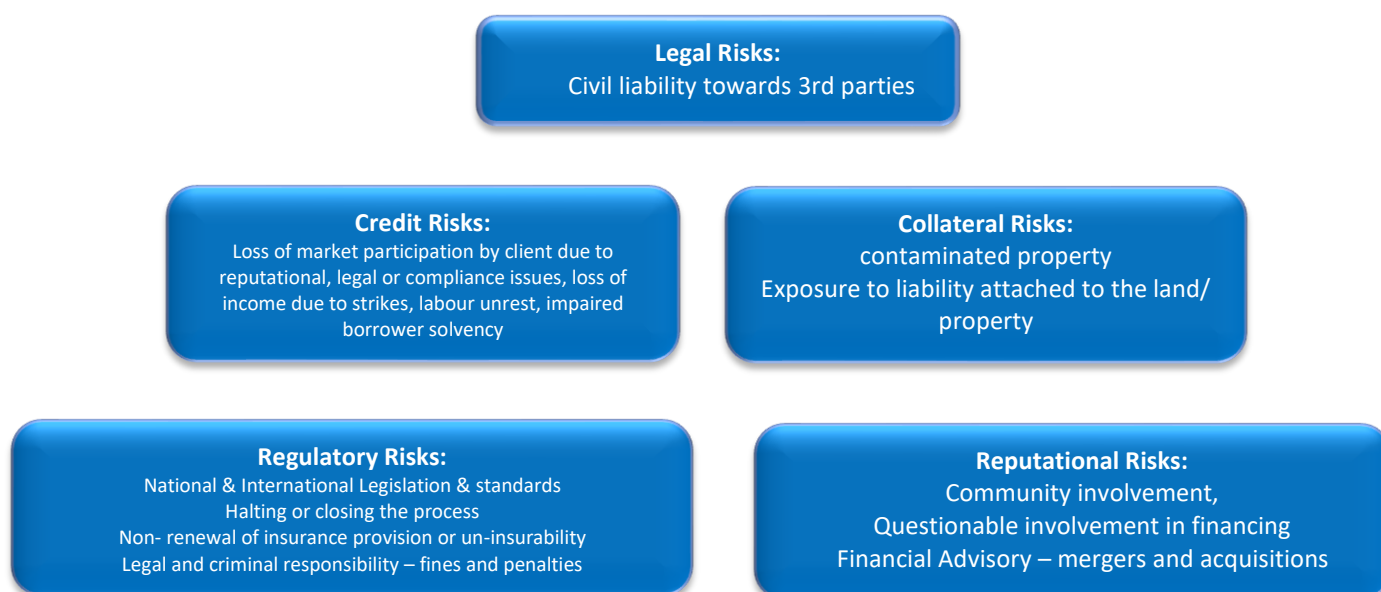 Legal Risks:
Civil liability towards 3rd parties
Credit Risks:
Loss of market participation by client due to
reputational, legal or compliance issues, loss of
income due to strikes, labour unrest, impaired
borrower solvency
Collateral Risks:
contaminated property
Exposure to liability attached to the land/
property
Regulatory Risks:
National & International Legislation & standards
Halting or closing the process
Non- renewal of insurance provision or un-insurability
Legal and criminal responsibility – fines and penalties
Reputational Risks:
Community involvement,
Questionable involvement in financing
Financial Advisory – mergers and acquisitions